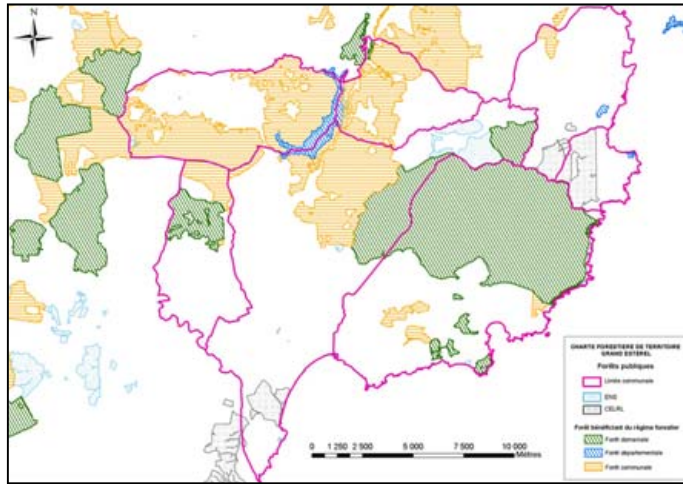 N
CHARTE FORESTIERE DE TERRITOIRE
GRAND ESTÉREL
Forêts publiques
Limite communale
ENS
CELRL
Forêt bénéficiant du régime forestier
Forêt domaniale
Forêt départementale
Forêt communale
0 1 250 2 500 5 000 7 500 10 000
Mètres